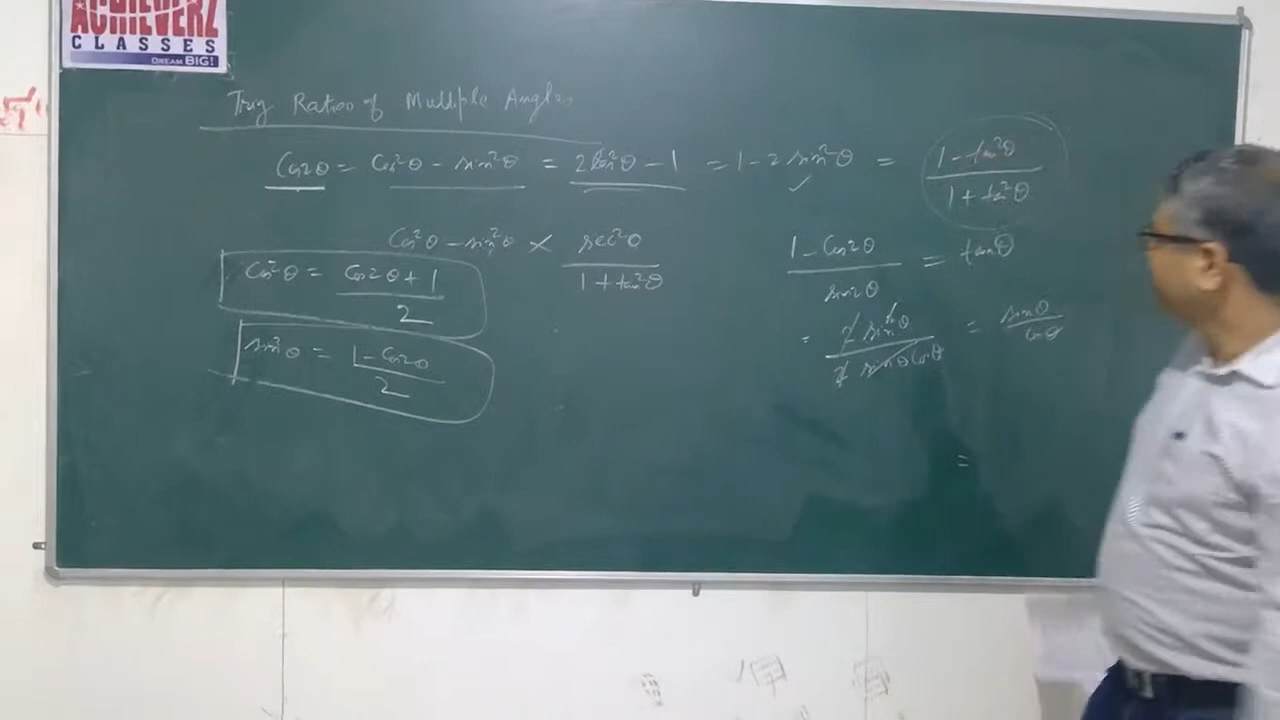 ACHIEVERZ
CLASSES
DREAM BIG!
Trig Ratios of Multiple Angles
Cos2θ = Cos²θ - sin²θ = 2Cos²θ - 1 = 1 - 2 sin²θ = (1 - tan²θ)/(1 + tan²θ)
Cos²θ - sin²θ × sec²θ/(1 + tan²θ)
Cos²θ = (Cos2θ + 1)/2
sin²θ = (1 - Cos2θ)/2
(1 - Cos2θ)/sin2θ = tanθ
= 2 sin²θ/(2 sinθ Cosθ) = sinθ/Cosθ
=